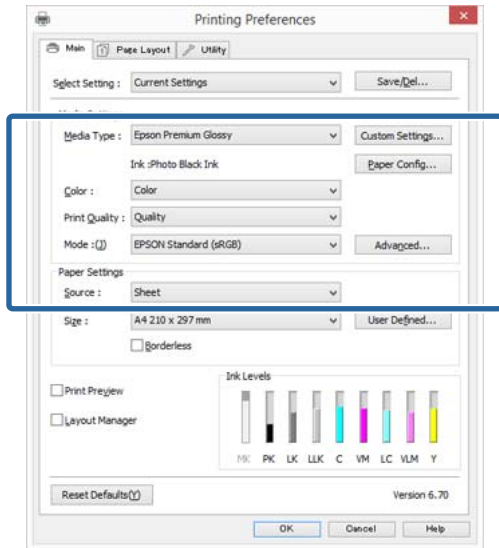 Printing Preferences
Main Page Layout Utility
Select Setting : Current Settings Save/Del...
Media Type : Epson Premium Glossy Custom Settings...
Ink :Photo Black Ink Paper Config...
Color : Color
Print Quality : Quality
Mode :(J) EPSON Standard (sRGB) Advanced...
Paper Settings
Source : Sheet
Size : A4 210 x 297 mm User Defined...
Borderless
Print Preview
Layout Manager
Ink Levels
MK PK LK LLK C VM LC VLM Y
Reset Defaults(Y) Version 6.70
OK Cancel Help